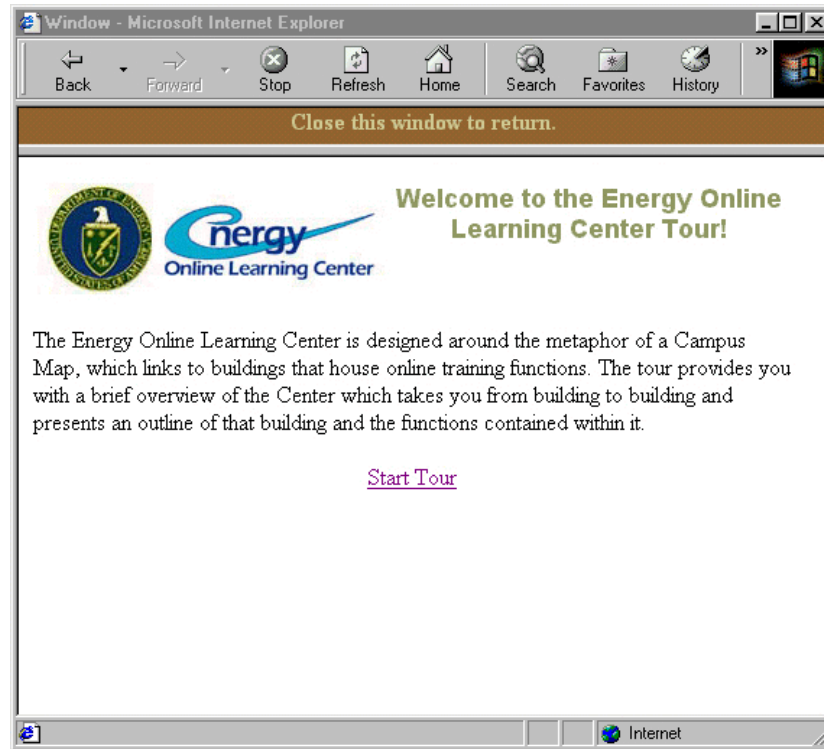 Window - Microsoft Internet Explorer
Back Forward Stop Refresh Home Search Favorites History »
Close this window to return.
Welcome to the Energy Online
Learning Center Tour!
energy
Online Learning Center
The Energy Online Learning Center is designed around the metaphor of a Campus
Map, which links to buildings that house online training functions. The tour provides you
with a brief overview of the Center which takes you from building to building and
presents an outline of that building and the functions contained within it.
Start Tour
Internet